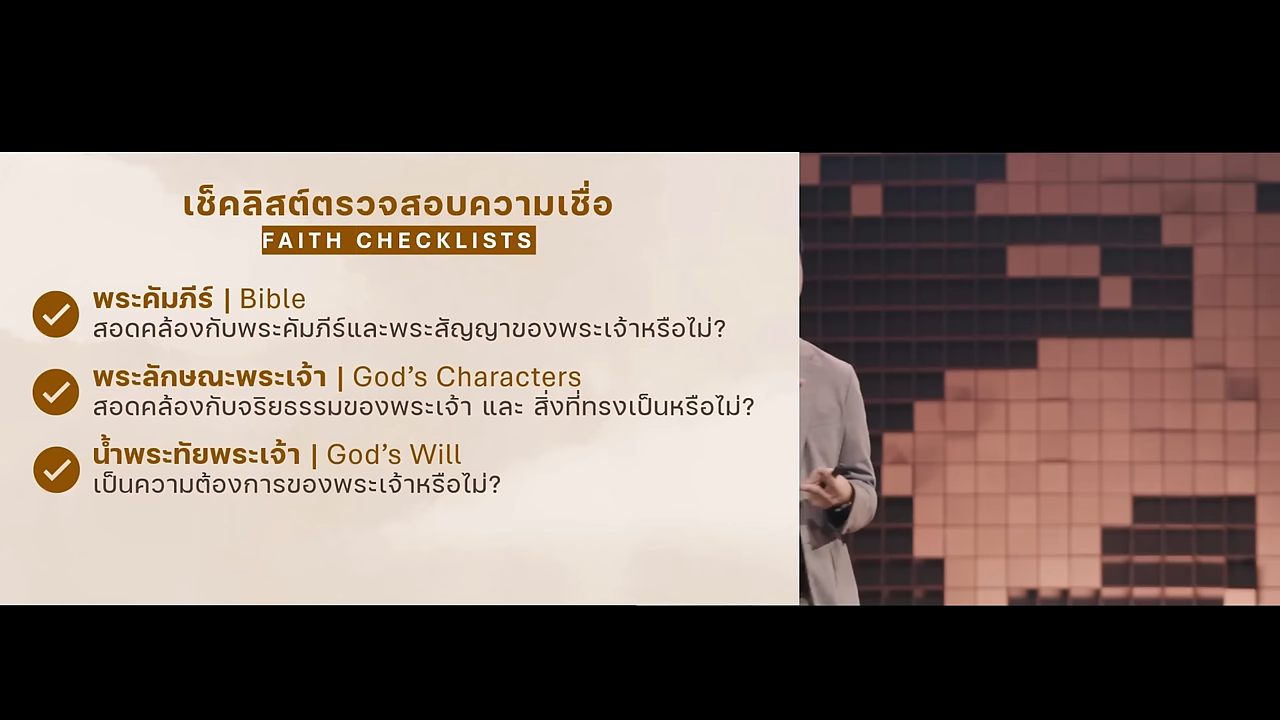 เช็คลิสต์ตรวจสอบความเชื่อ
FAITH CHECKLISTS
พระคัมภีร์ | Bible
สอดคล้องกับพระคัมภีร์และพระสัญญาของพระเจ้าหรือไม่?
พระลักษณะพระเจ้า | God’s Characters
สอดคล้องกับจริยธรรมของพระเจ้า และ สิ่งที่ทรงเป็นหรือไม่?
น้ำพระทัยพระเจ้า | God’s Will
เป็นความต้องการของพระเจ้าหรือไม่?